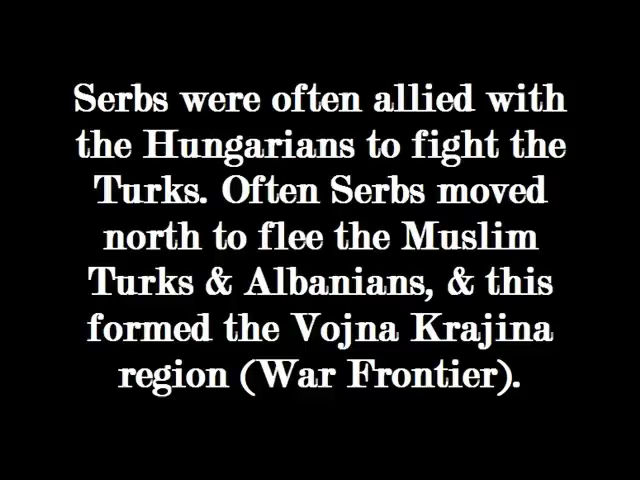 Serbs were often allied with
the Hungarians to fight the
Turks. Often Serbs moved
north to flee the Muslim
Turks & Albanians, & this
formed the Vojna Krajina
region (War Frontier).